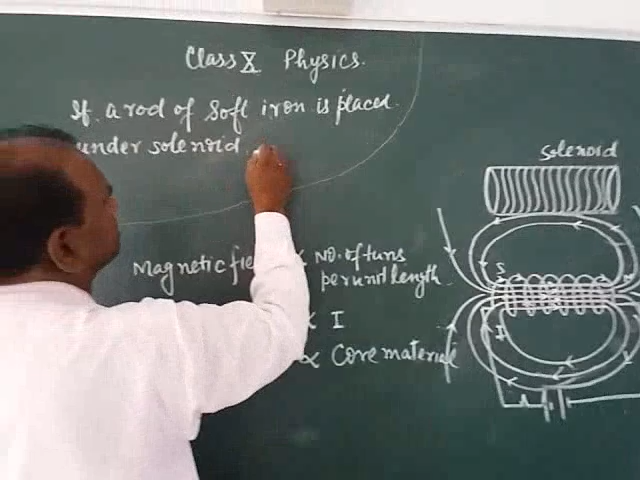 Class X Physics.
If a rod of soft iron is placed
under solenoid
solenoid
Magnetic fie ∝ No. of tuns
per unit length
S
∝ I
I
∝ Core material